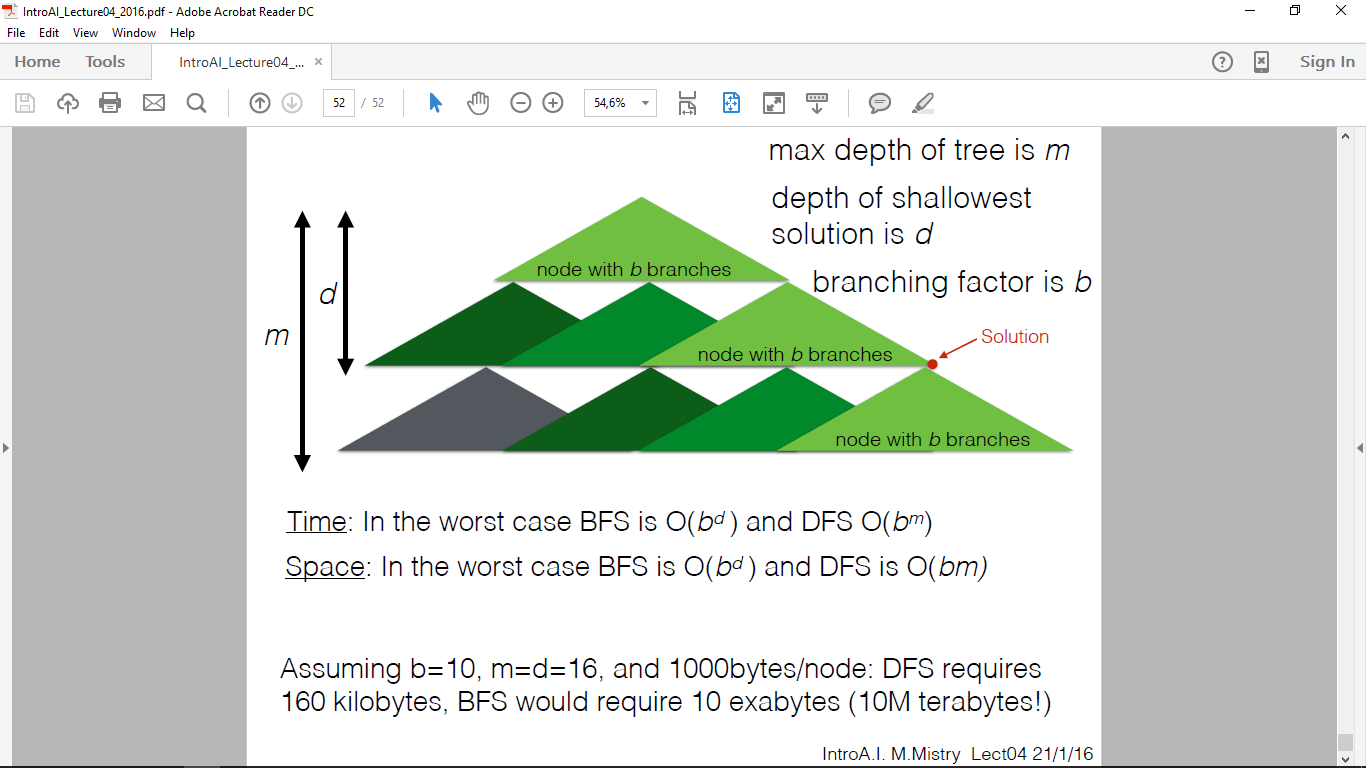 IntroAI_Lecture04_2016.pdf - Adobe Acrobat Reader DC
File Edit View Window Help
Home Tools IntroAI_Lecture04_... × Sign In
52 / 52 54,6%
max depth of tree is m
depth of shallowest
solution is d
branching factor is b
node with b branches
d
m
Solution
node with b branches
node with b branches
Time: In the worst case BFS is O(bᵈ ) and DFS O(bᵐ)
Space: In the worst case BFS is O(bᵈ ) and DFS is O(bm)
Assuming b=10, m=d=16, and 1000bytes/node: DFS requires
160 kilobytes, BFS would require 10 exabytes (10M terabytes!)
IntroA.I. M.Mistry Lect04 21/1/16